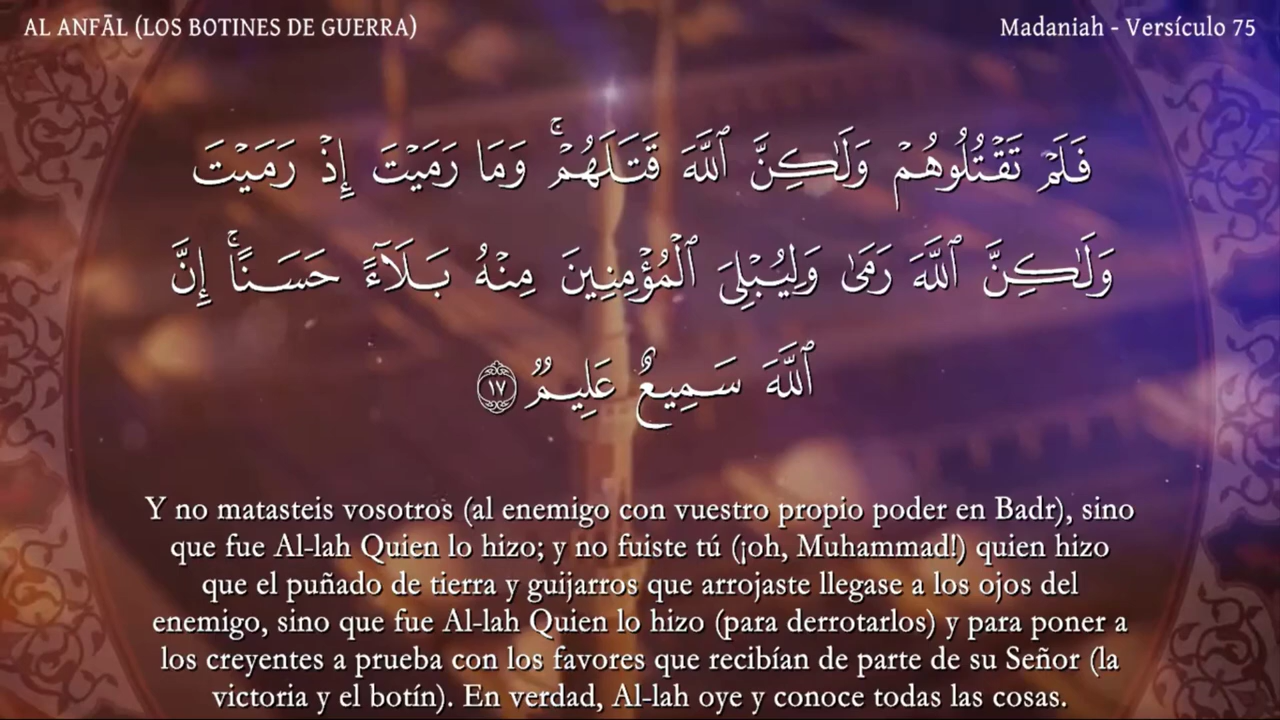 AL ANFĀL (LOS BOTINES DE GUERRA)
Madaniah - Versículo 75
فَلَمْ تَقْتُلُوهُمْ وَلَٰكِنَّ ٱللَّهَ قَتَلَهُمْ ۚ وَمَا رَمَيْتَ إِذْ رَمَيْتَ
وَلَٰكِنَّ ٱللَّهَ رَمَىٰ وَلِيُبْلِىَ ٱلْمُؤْمِنِينَ مِنْهُ بَلَآءً حَسَنًا ۚ إِنَّ
ٱللَّهَ سَمِيعٌ عَلِيمٌ ١٧
Y no matasteis vosotros (al enemigo con vuestro propio poder en Badr), sino
que fue Al-lah Quien lo hizo; y no fuiste tú (¡oh, Muhammad!) quien hizo
que el puñado de tierra y guijarros que arrojaste llegase a los ojos del
enemigo, sino que fue Al-lah Quien lo hizo (para derrotarlos) y para poner a
los creyentes a prueba con los favores que recibían de parte de su Señor (la
victoria y el botín). En verdad, Al-lah oye y conoce todas las cosas.